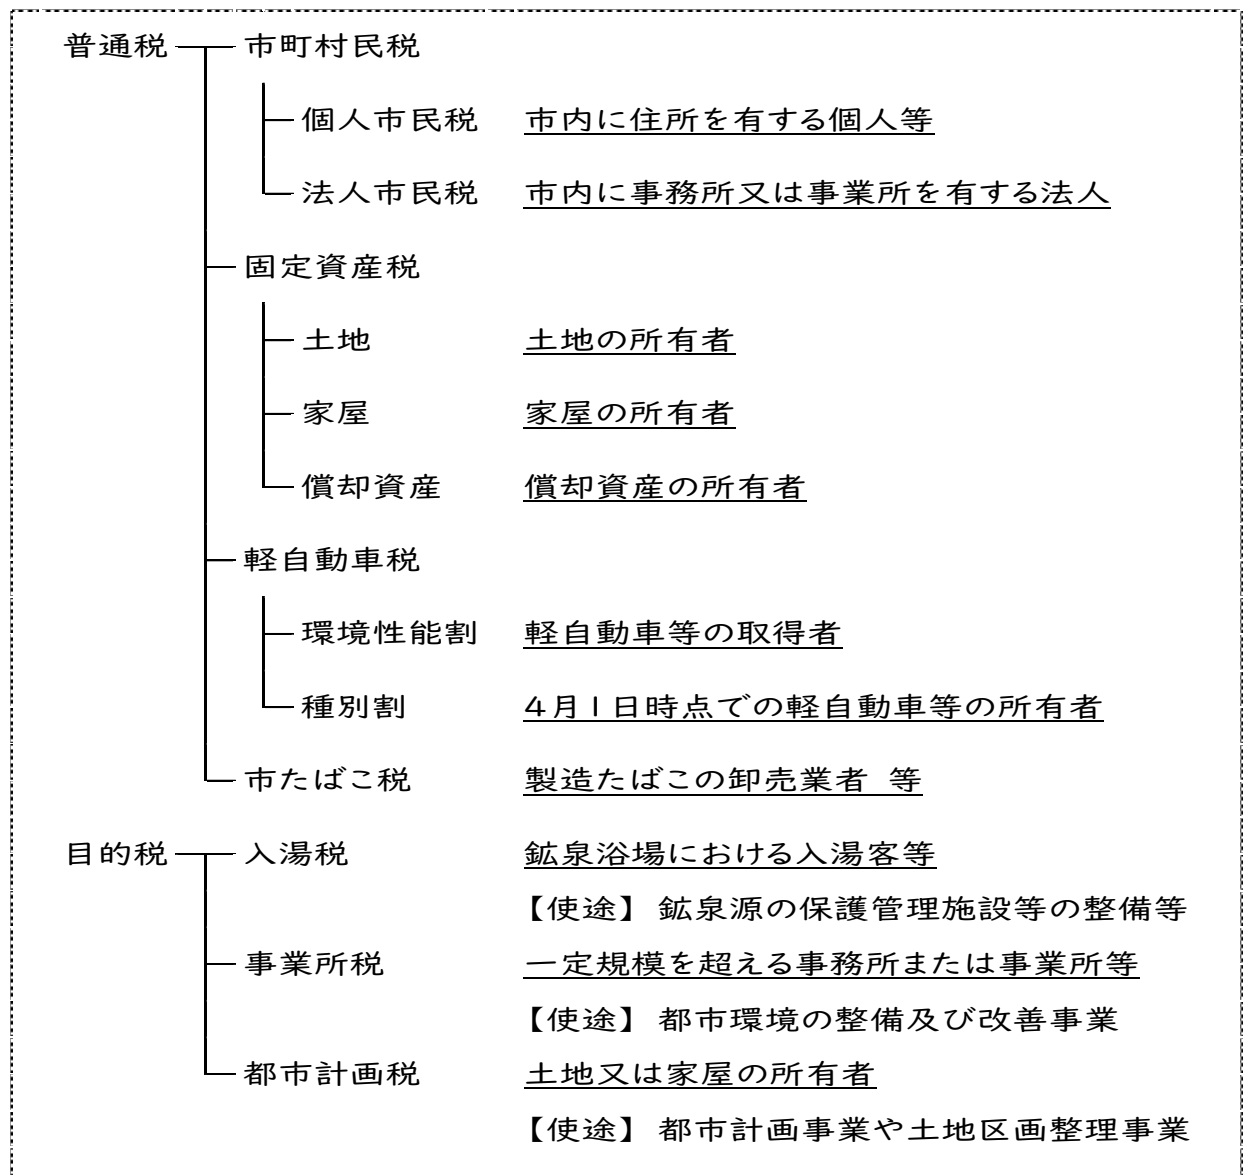 普通税 市町村民税
個人市民税 市内に住所を有する個人等
法人市民税 市内に事務所又は事業所を有する法人
固定資産税
土地 土地の所有者
家屋 家屋の所有者
償却資産 償却資産の所有者
軽自動車税
環境性能割 軽自動車等の取得者
種別割 4月1日時点での軽自動車等の所有者
市たばこ税 製造たばこの卸売業者 等
目的税 入湯税 鉱泉浴場における入湯客等
【使途】 鉱泉源の保護管理施設等の整備等
事業所税 一定規模を超える事務所または事業所等
【使途】 都市環境の整備及び改善事業
都市計画税 土地又は家屋の所有者
【使途】 都市計画事業や土地区画整理事業